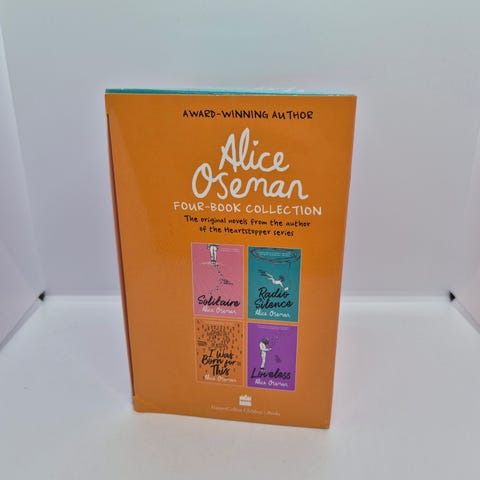 AWARD-WINNING AUTHOR
Alice
Oseman
FOUR-BOOK COLLECTION
The original novels from the author
of the Heartstopper series
Solitaire
Alice Oseman
Radio
Silence
Alice Oseman
I Was
Born for
This
Alice Oseman
Loveless
Alice Oseman
HarperCollins Children's Books